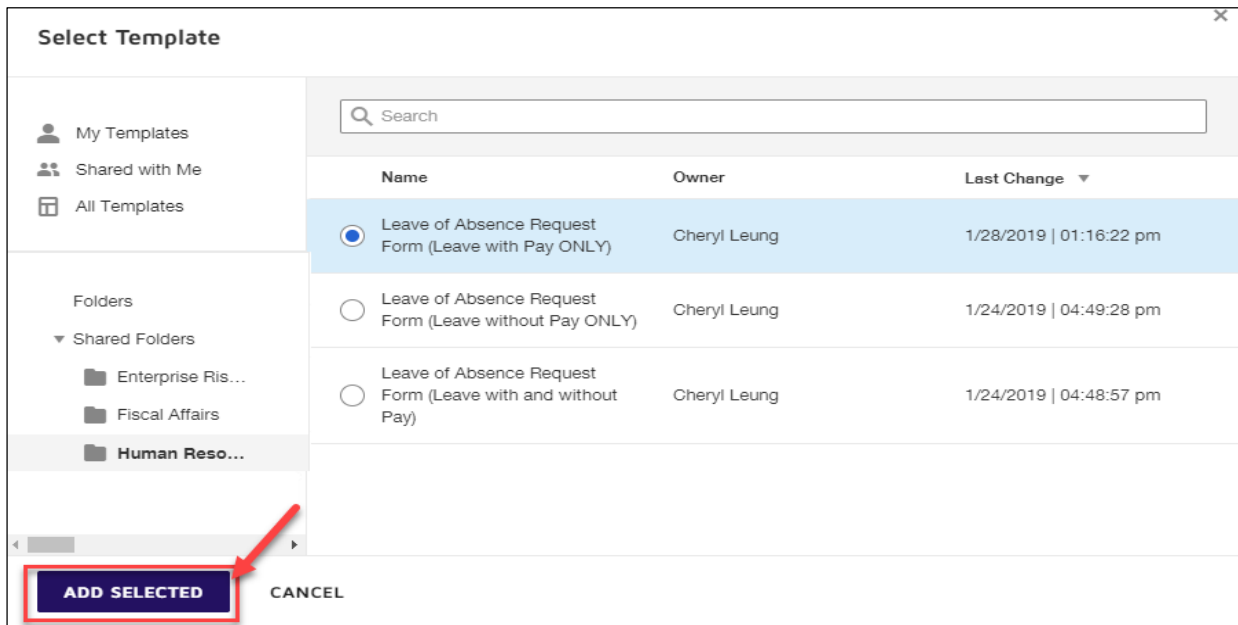 Select Template
My Templates
Shared with Me
All Templates
Folders
Shared Folders
Enterprise Ris...
Fiscal Affairs
Human Reso...
Search
Name Owner Last Change
Leave of Absence Request
Form (Leave with Pay ONLY)
Cheryl Leung
1/28/2019 | 01:16:22 pm
Leave of Absence Request
Form (Leave without Pay ONLY)
Cheryl Leung
1/24/2019 | 04:49:28 pm
Leave of Absence Request
Form (Leave with and without
Pay)
Cheryl Leung
1/24/2019 | 04:48:57 pm
ADD SELECTED CANCEL